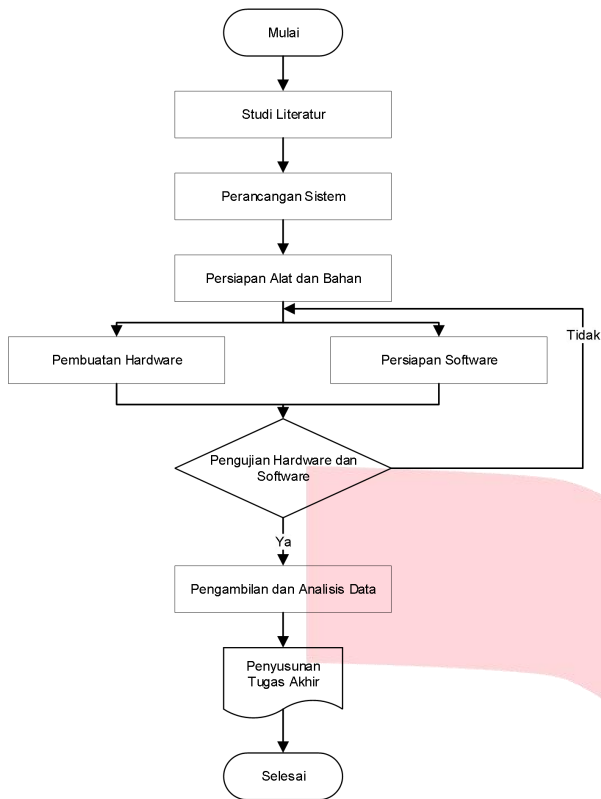 Mulai
Studi Literatur
Perancangan Sistem
Persiapan Alat dan Bahan
Tidak
Pembuatan Hardware
Persiapan Software
Pengujian Hardware dan
Software
Ya
Pengambilan dan Analisis Data
Penyusunan
Tugas Akhir
Selesai